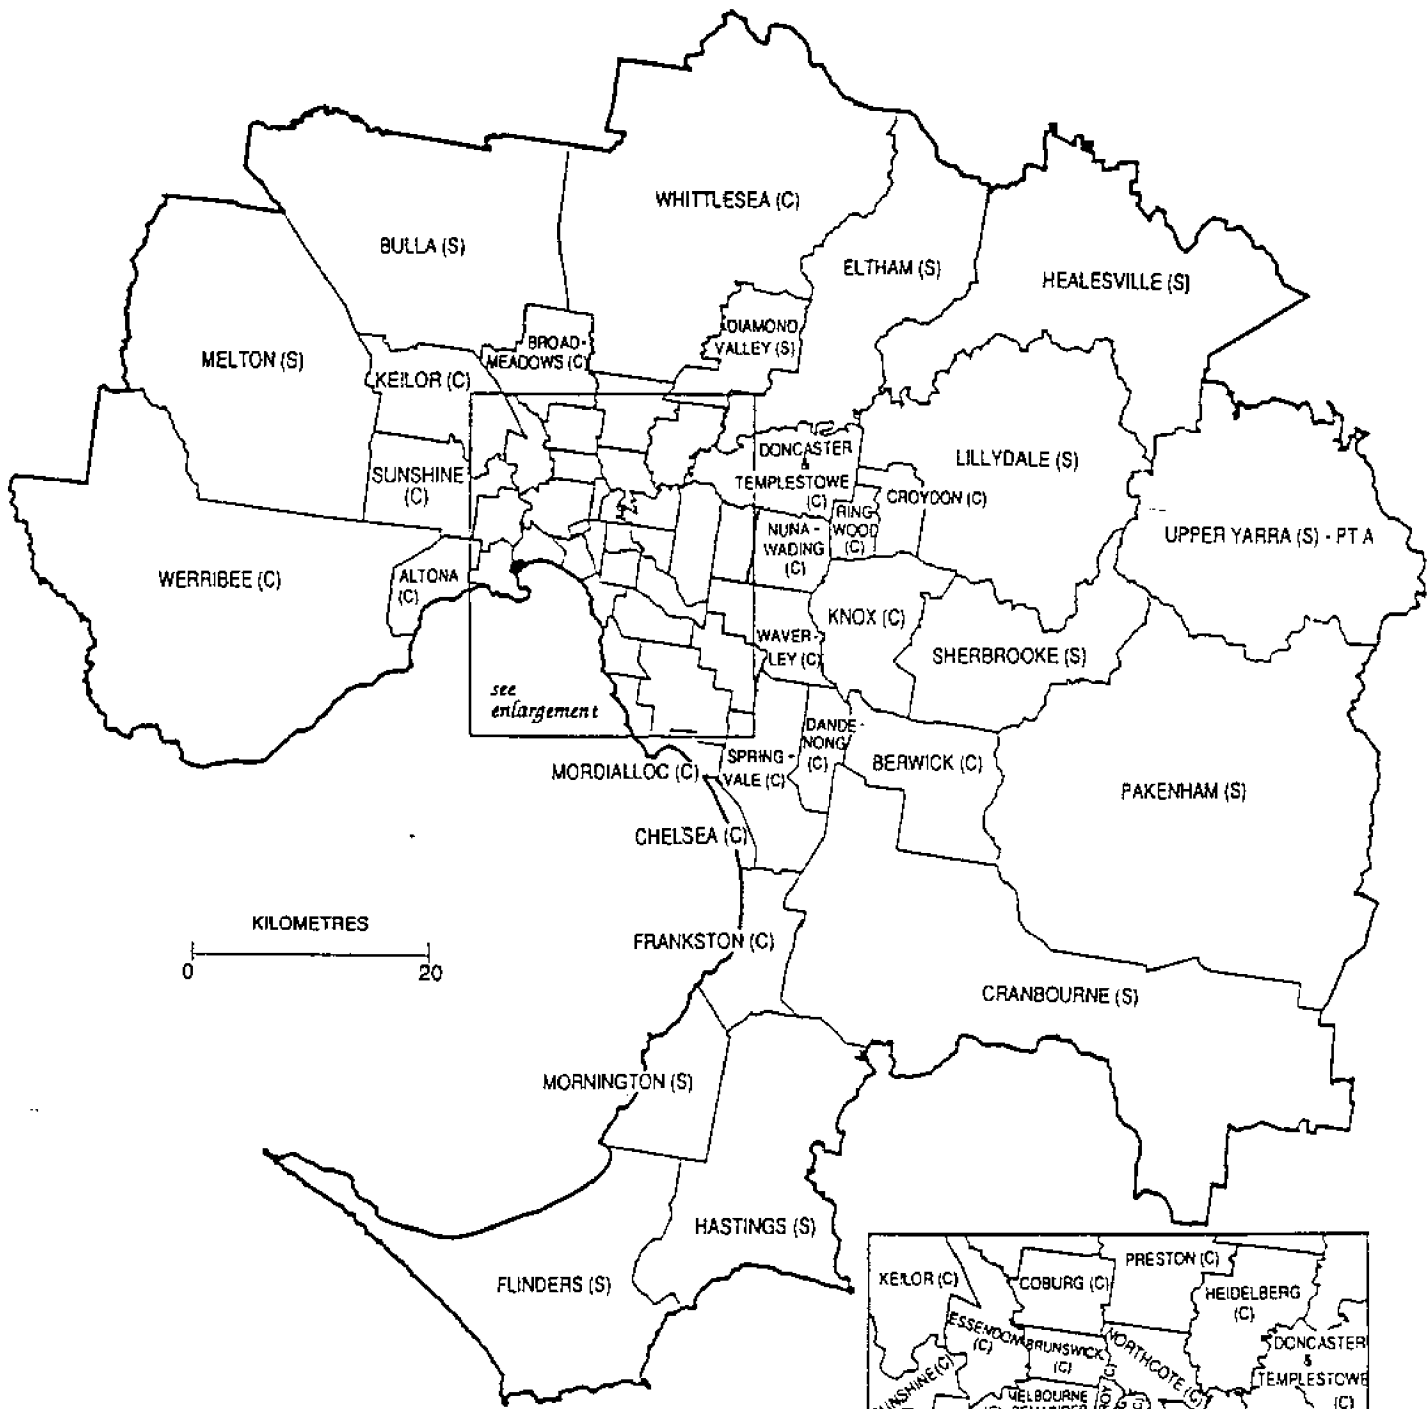 WHITTLESEA (C)
BULLA (S)
ELTHAM (S)
HEALESVILLE (S)
DIAMOND
VALLEY (S)
BROAD-
MEADOWS (C)
MELTON (S)
KEILOR (C)
DONCASTER
&
TEMPLESTOWE
(C)
LILLYDALE (S)
SUNSHINE
(C)
CROYDON (C)
RING
WOOD
(C)
NUNA-
WADING
(C)
UPPER YARRA (S) - PT A
WERRIBEE (C)
ALTONA
(C)
KNOX (C)
WAVER-
LEY (C)
SHERBROOKE (S)
see
enlargement
DANDE-
NONG
(C)
SPRING-
VALE (C)
BERWICK (C)
MORDIALLOC (C)
PAKENHAM (S)
CHELSEA (C)
KILOMETRES
0 20
FRANKSTON (C)
CRANBOURNE (S)
MORNINGTON (S)
HASTINGS (S)
FLINDERS (S)
KEILOR (C)
COBURG (C)
PRESTON (C)
HEIDELBERG
(C)
ESSENDON
(C)
BRUNSWICK
(C)
NORTHCOTE (C)
DONCASTER
&
TEMPLESTOWE
(C)
UNSHINE (C)
MELBOURNE